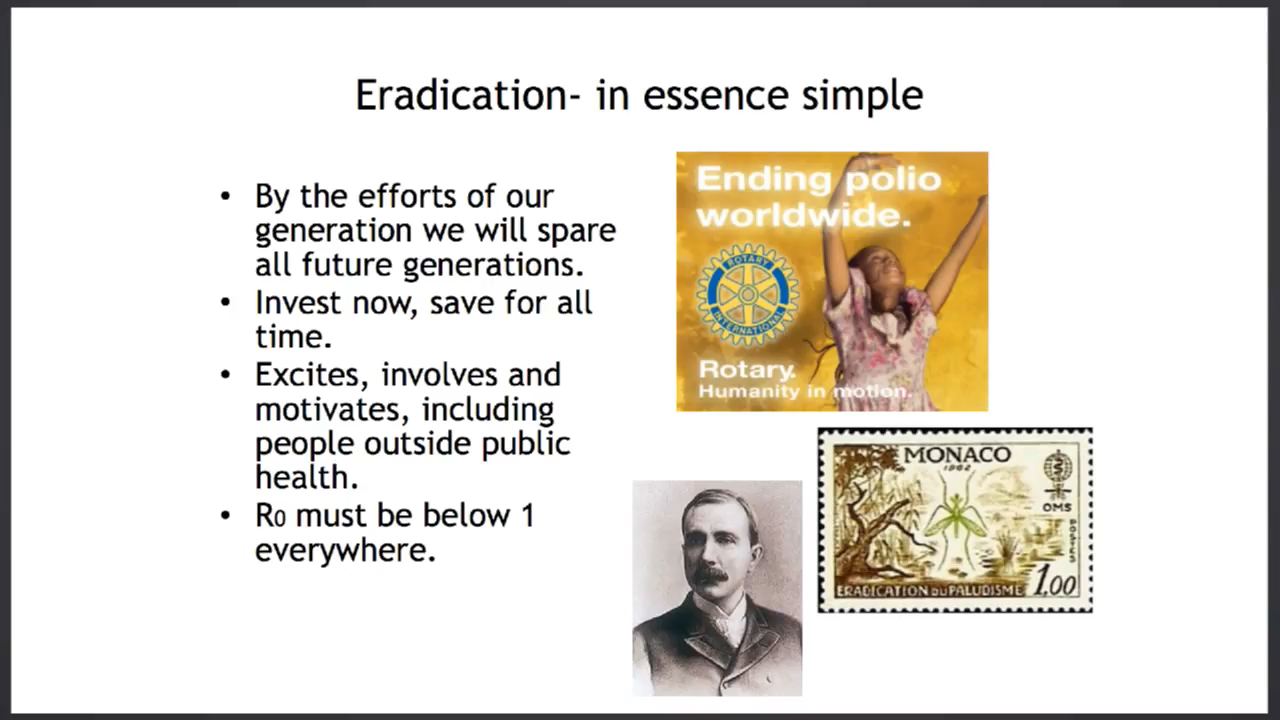 Eradication- in essence simple
• By the efforts of our
generation we will spare
all future generations.
• Invest now, save for all
time.
• Excites, involves and
motivates, including
people outside public
health.
• R0 must be below 1
everywhere.
Ending polio
worldwide.
ROTARY
INTERNATIONAL
Rotary.
Humanity in motion.
MONACO
1962
OMS
POSTES
1,00
ERADICATION DU PALUDISME